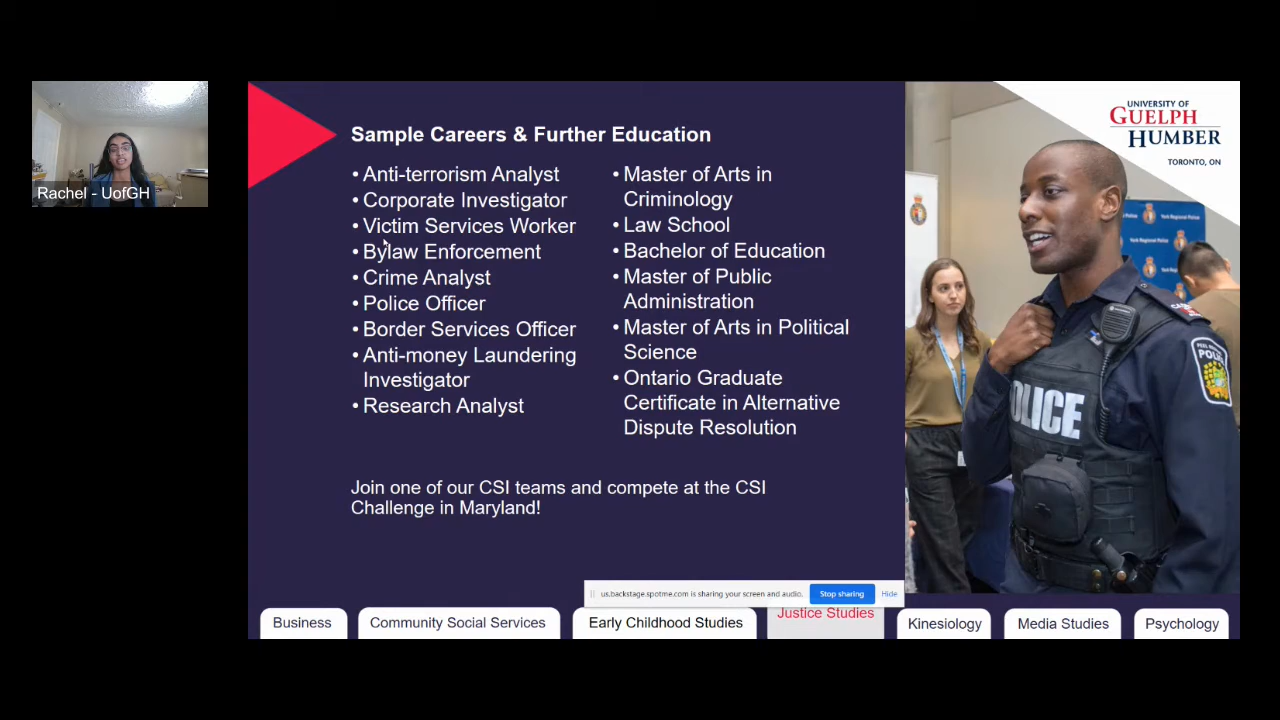 Rachel - UofGH
Sample Careers & Further Education
• Anti-terrorism Analyst
• Corporate Investigator
• Victim Services Worker
• Bylaw Enforcement
• Crime Analyst
• Police Officer
• Border Services Officer
• Anti-money Laundering
Investigator
• Research Analyst
• Master of Arts in
Criminology
• Law School
• Bachelor of Education
• Master of Public
Administration
• Master of Arts in Political
Science
• Ontario Graduate
Certificate in Alternative
Dispute Resolution
Join one of our CSI teams and compete at the CSI
Challenge in Maryland!
UNIVERSITY OF
GUELPH
HUMBER
TORONTO, ON
York Regional Police
POLICE
OLICE
us.backstage.spotme.com is sharing your screen and audio.
Stop sharing
Hide
Business
Community Social Services
Early Childhood Studies
Justice Studies
Kinesiology
Media Studies
Psychology